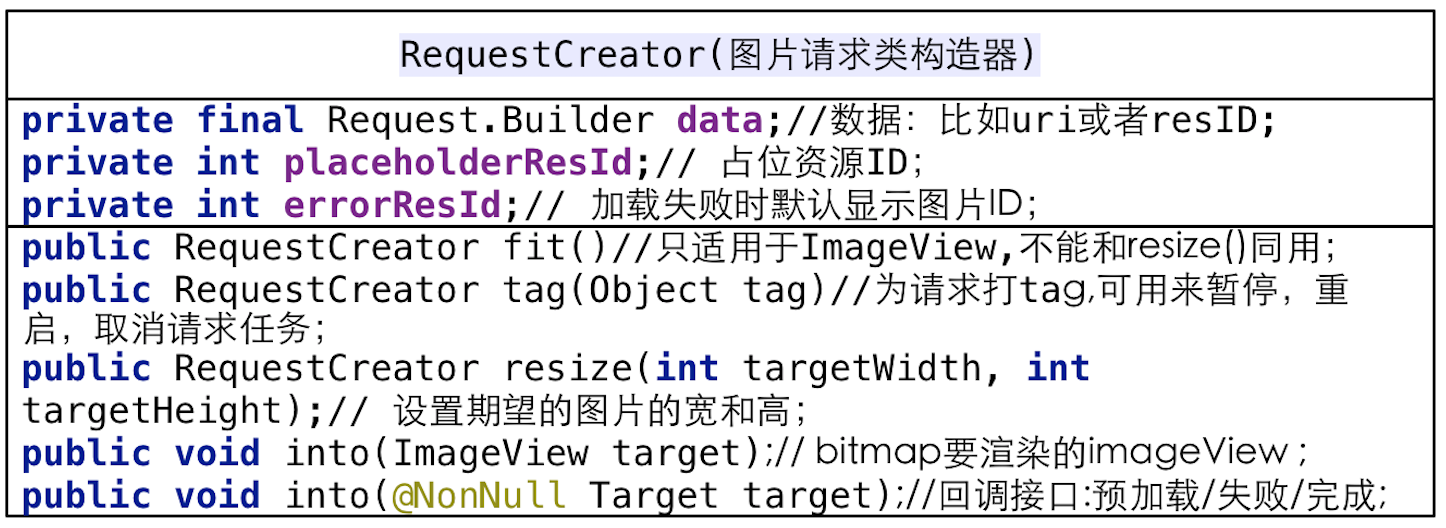 RequestCreator(图片请求类构造器)
private final Request.Builder data;//数据：比如uri或者resID;
private int placeholderResId;// 占位资源ID；
private int errorResId;// 加载失败时默认显示图片ID；
public RequestCreator fit()//只适用于ImageView,不能和resize()同用；
public RequestCreator tag(Object tag)//为请求打tag,可用来暂停，重
启，取消请求任务；
public RequestCreator resize(int targetWidth, int
targetHeight);// 设置期望的图片的宽和高；
public void into(ImageView target);// bitmap要渲染的imageView；
public void into(@NonNull Target target);//回调接口:预加载/失败/完成;